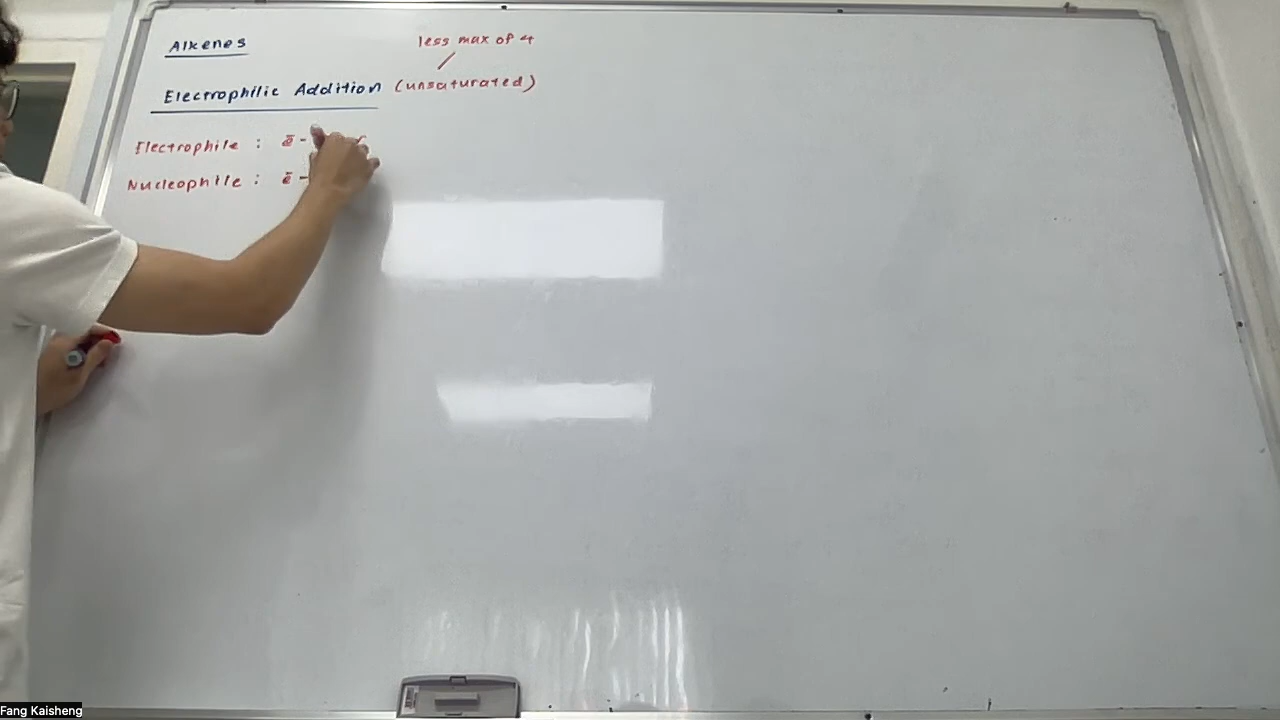 Alkenes
less max of 4
Electrophilic Addition (unsaturated)
Electrophile : ē -
Nucleophile : ē -
Fang Kaisheng